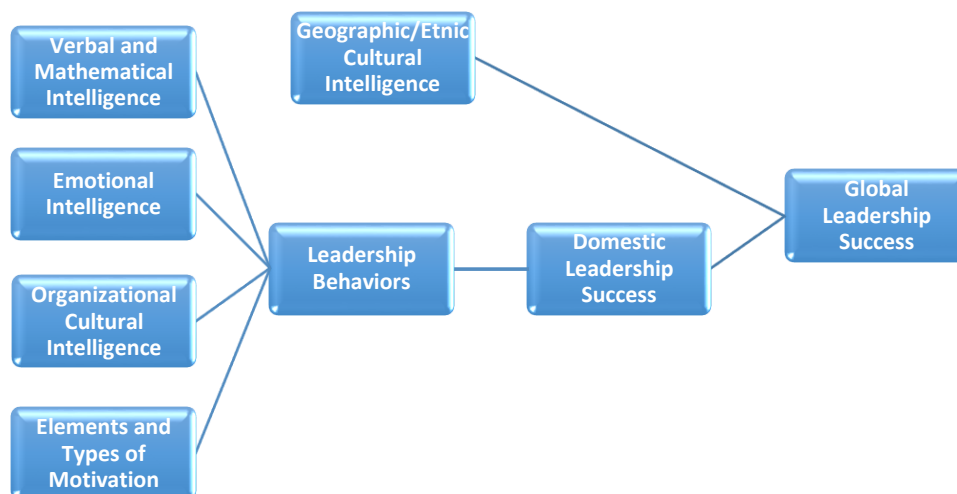 Verbal and
Mathematical
Intelligence
Geographic/Etnic
Cultural
Intelligence
Emotional
Intelligence
Global
Leadership
Success
Leadership
Behaviors
Domestic
Leadership
Success
Organizational
Cultural
Intelligence
Elements and
Types of
Motivation